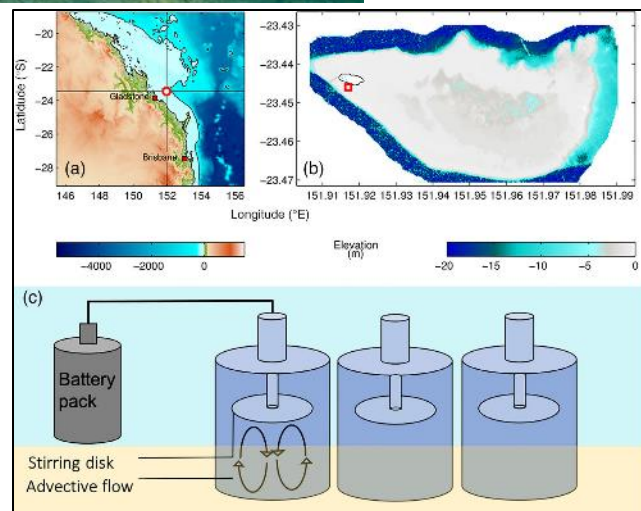 -20
-22
-24
-26
-28
Latidude (°S)
Gladstone
Brisbane
(a)
146 148 150 152 154 156
-23.43
-23.44
-23.45
-23.46
-23.47
(b)
151.91 151.92 151.93 151.94 151.95 151.96 151.97 151.98 151.99
Longitude (°E)
-4000 -2000 0
Elevation
(m)
-20 -15 -10 -5 0
(c)
Battery
pack
Stirring disk
Advective flow